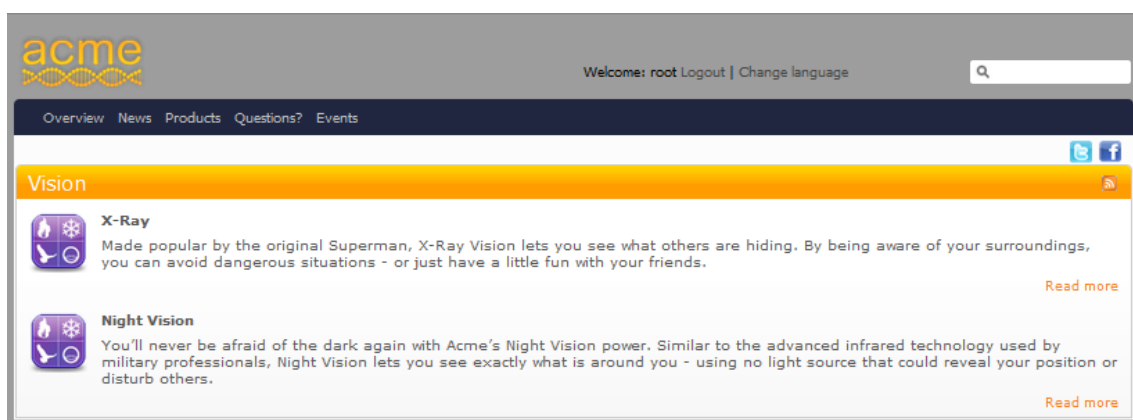 acme
Welcome: root Logout | Change language
Overview News Products Questions? Events
Vision
X-Ray
Made popular by the original Superman, X-Ray Vision lets you see what others are hiding. By being aware of your surroundings,
you can avoid dangerous situations - or just have a little fun with your friends.
Read more
Night Vision
You'll never be afraid of the dark again with Acme's Night Vision power. Similar to the advanced infrared technology used by
military professionals, Night Vision lets you see exactly what is around you - using no light source that could reveal your position or
disturb others.
Read more